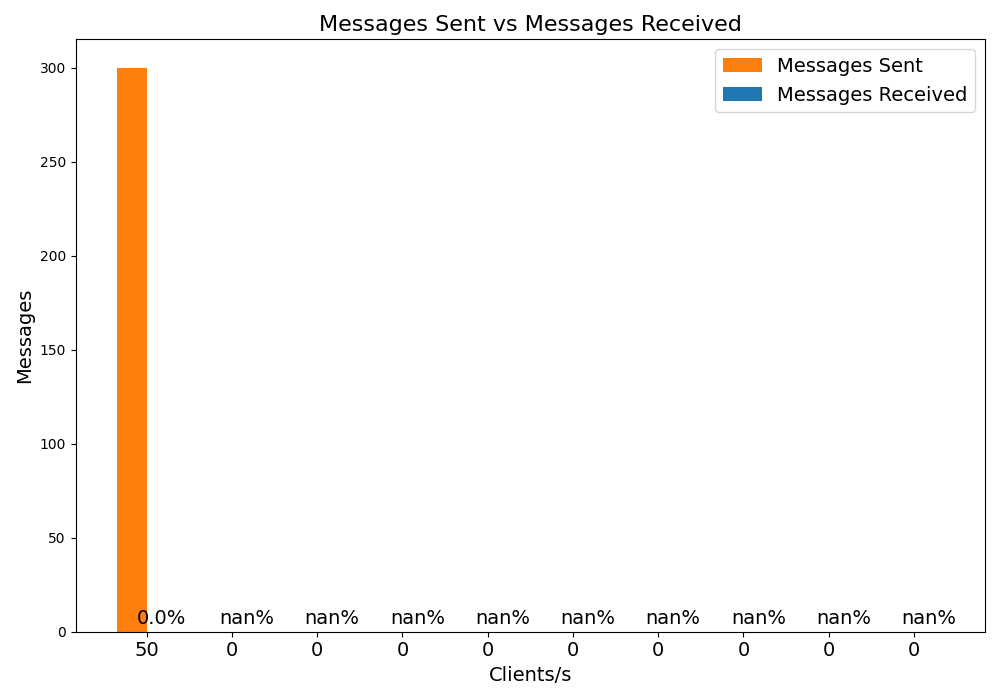 Messages Sent vs Messages Received
Messages Sent
Messages Received
300
250
200
150
100
50
0
Messages
0.0% nan% nan% nan% nan% nan% nan% nan% nan% nan%
50 0 0 0 0 0 0 0 0 0
Clients/s